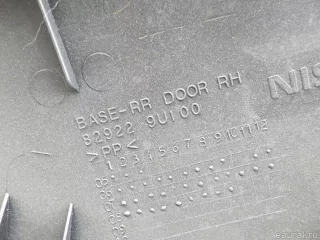 BASE-RR DOOR RH
82922 9U100
>PP<
1 2 3 4 5 6 7 8 9 10 11 12
NIS